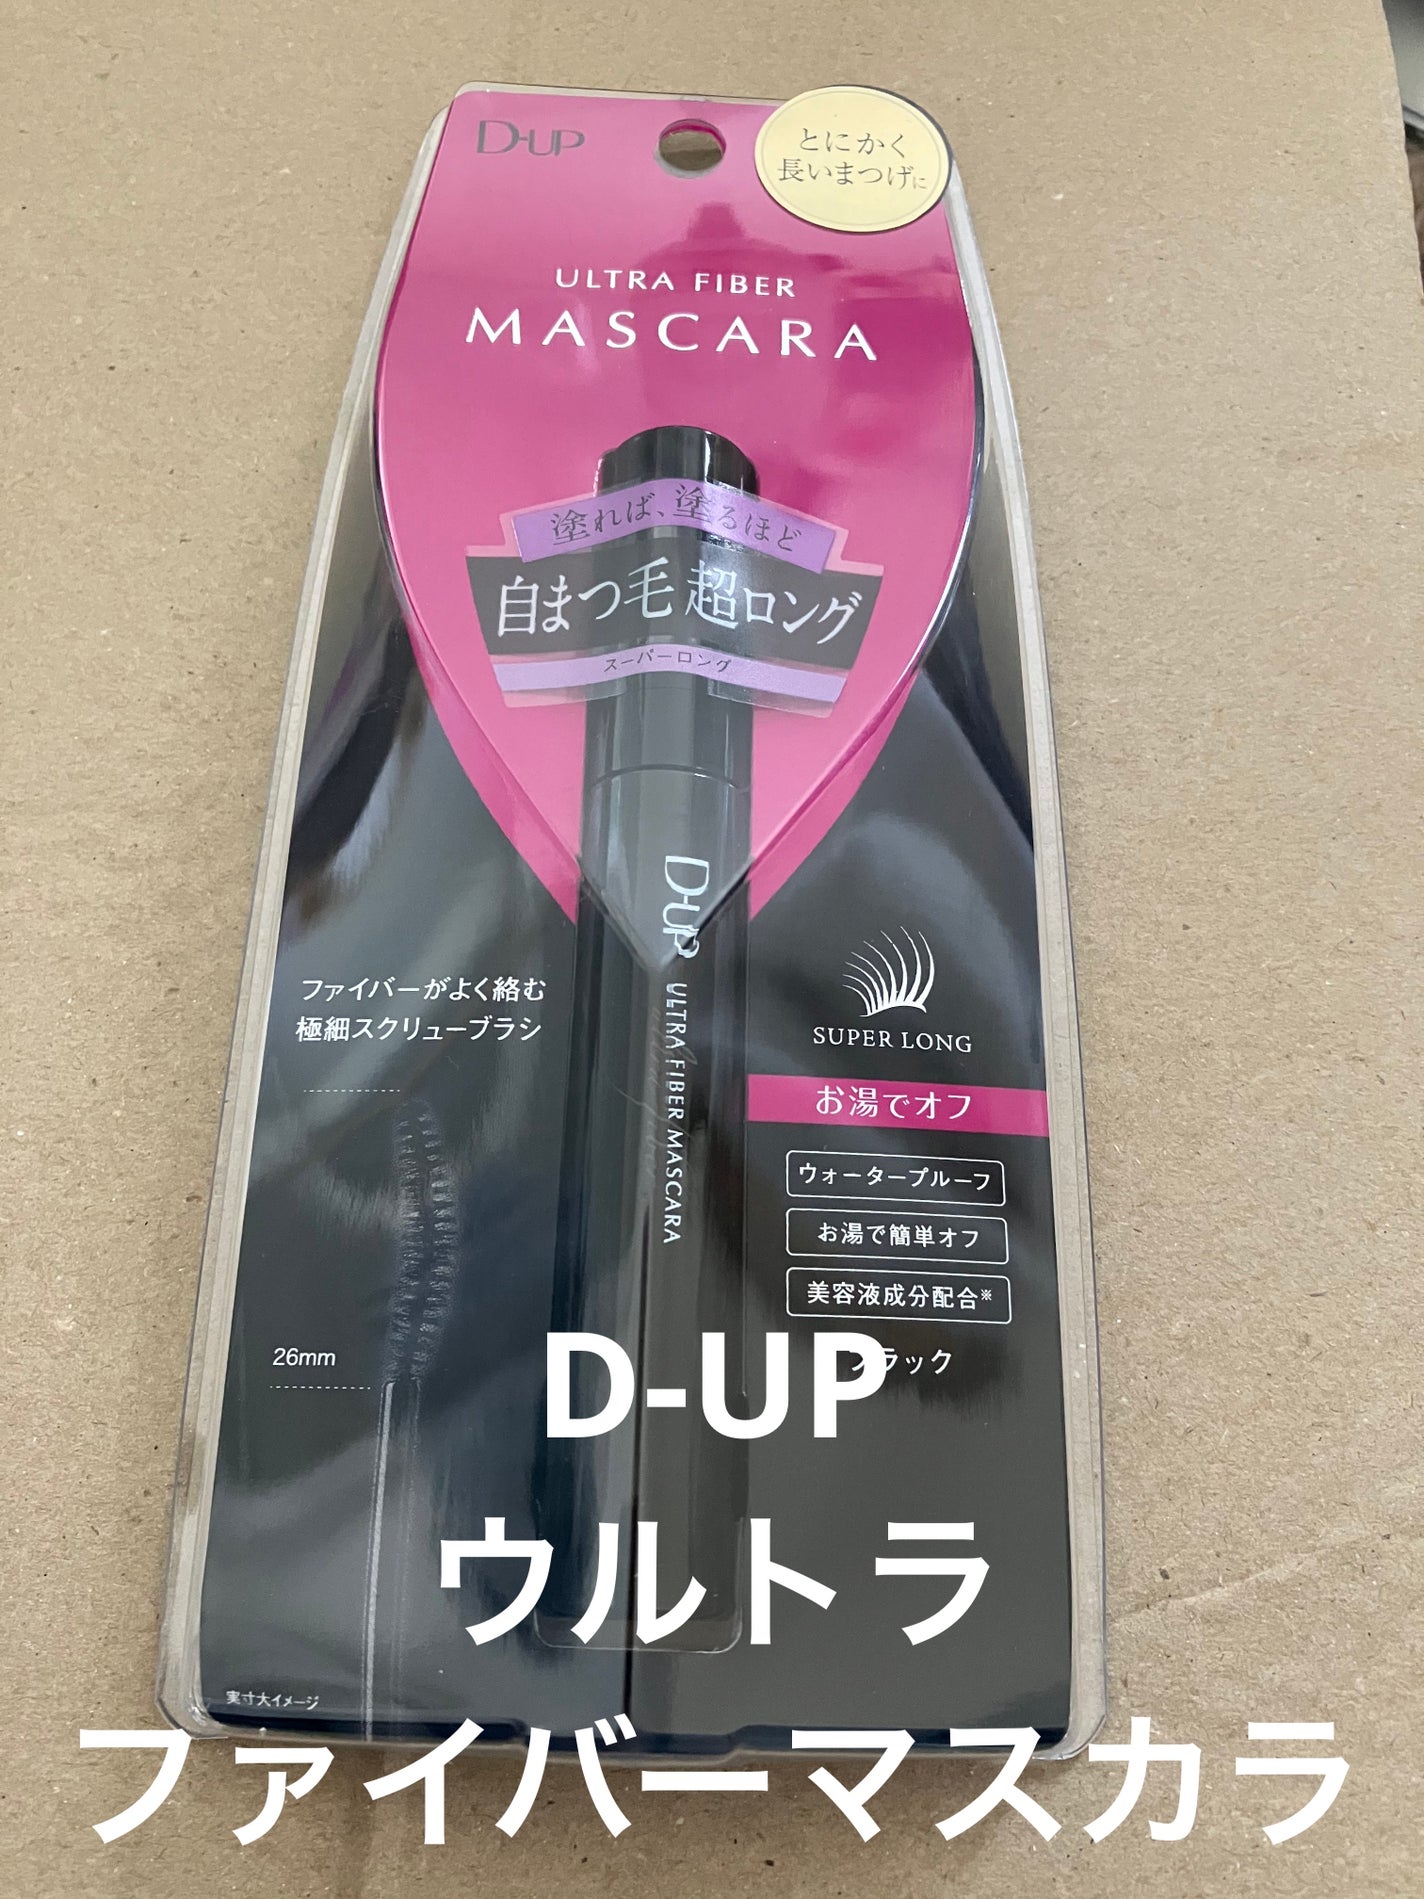 D-UP
とにかく
長いまつげに
ULTRA FIBER
MASCARA
塗れば、塗るほど
自まつ毛 超ロング
スーパーロング
D-UP ULTRA FIBER MASCARA
ファイバーがよく絡む
極細スクリューブラシ
26mm
実寸大イメージ
SUPER LONG
お湯でオフ
ウォータープルーフ
お湯で簡単オフ
美容液成分配合※
ブラック
D-UP
ウルトラ
ファイバーマスカラ